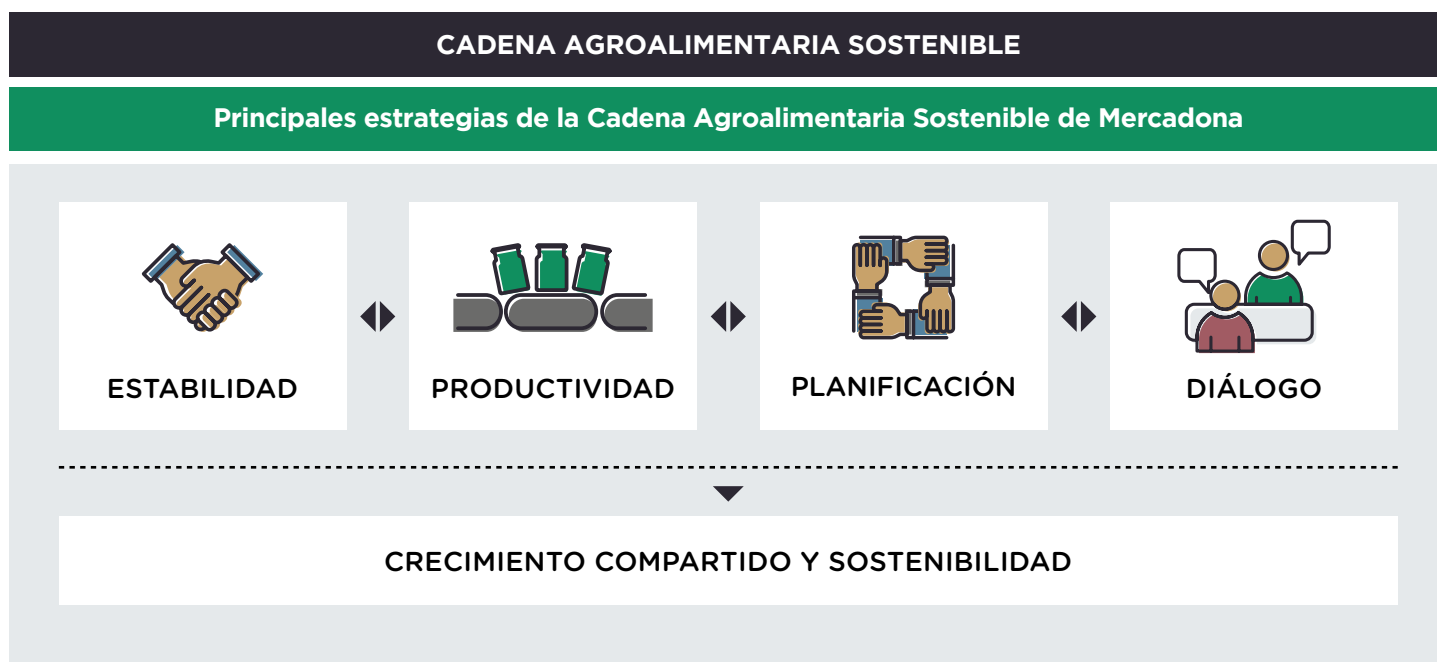 CADENA AGROALIMENTARIA SOSTENIBLE
Principales estrategias de la Cadena Agroalimentaria Sostenible de Mercadona
ESTABILIDAD
PRODUCTIVIDAD
PLANIFICACIÓN
DIÁLOGO
CRECIMIENTO COMPARTIDO Y SOSTENIBILIDAD